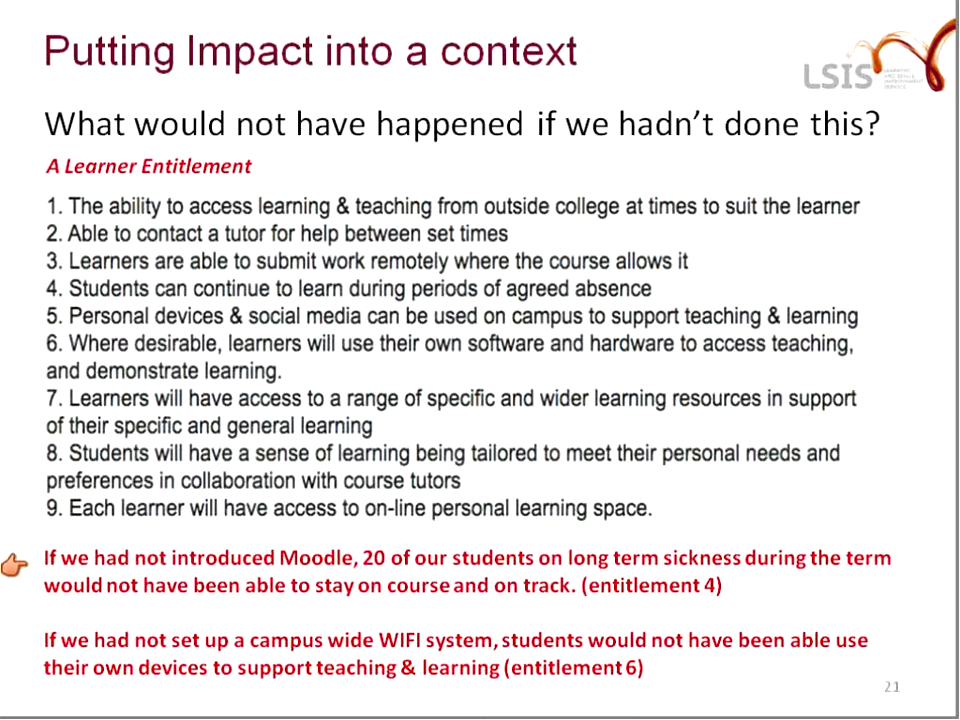 Putting Impact into a context
LSIS
What would not have happened if we hadn't done this?
A Learner Entitlement
1. The ability to access learning & teaching from outside college at times to suit the learner
2. Able to contact a tutor for help between set times
3. Learners are able to submit work remotely where the course allows it
4. Students can continue to learn during periods of agreed absence
5. Personal devices & social media can be used on campus to support teaching & learning
6. Where desirable, learners will use their own software and hardware to access teaching,
and demonstrate learning.
7. Learners will have access to a range of specific and wider learning resources in support
of their specific and general learning
8. Students will have a sense of learning being tailored to meet their personal needs and
preferences in collaboration with course tutors
9. Each learner will have access to on-line personal learning space.
If we had not introduced Moodle, 20 of our students on long term sickness during the term
would not have been able to stay on course and on track. (entitlement 4)
If we had not set up a campus wide WIFI system, students would not have been able use
their own devices to support teaching & learning (entitlement 6)
21